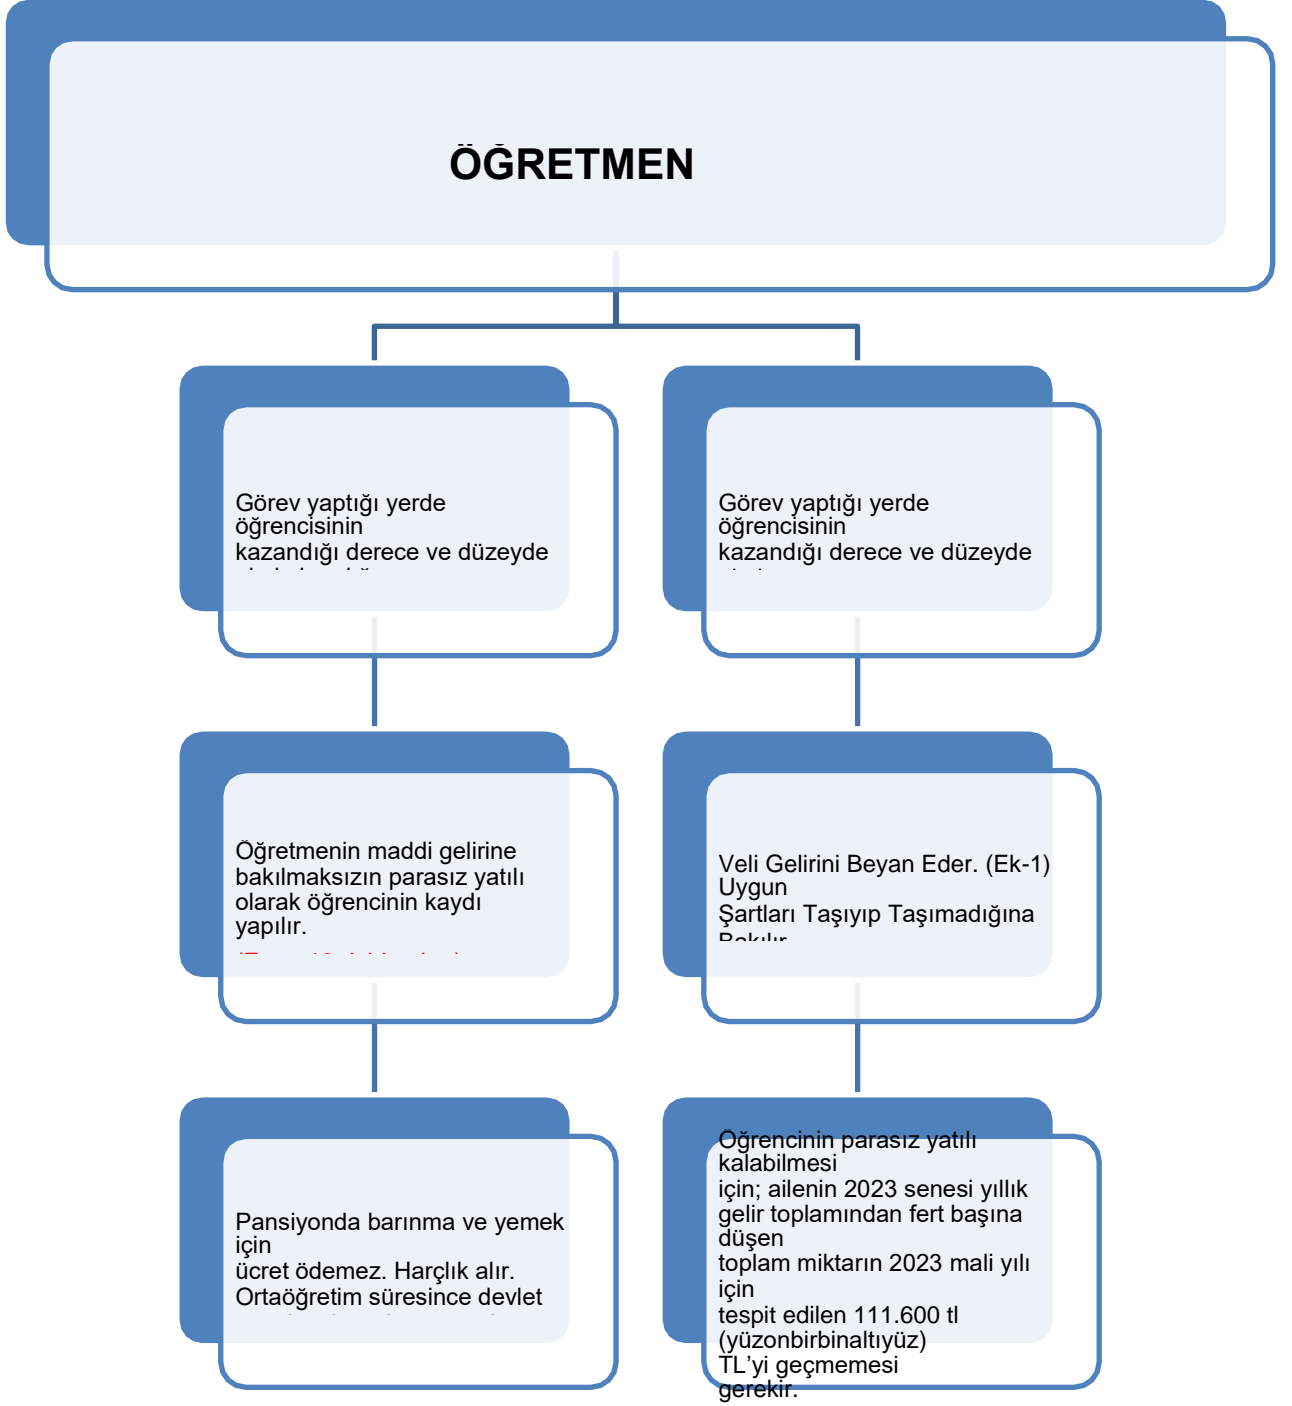 ÖĞRETMEN
Görev yaptığı yerde
öğrencisinin
kazandığı derece ve düzeyde
Görev yaptığı yerde
öğrencisinin
kazandığı derece ve düzeyde
Öğretmenin maddi gelirine
bakılmaksızın parasız yatılı
olarak öğrencinin kaydı
yapılır.
Veli Gelirini Beyan Eder. (Ek-1)
Uygun
Şartları Taşıyıp Taşımadığına
Bakılır
Pansiyonda barınma ve yemek
için
ücret ödemez. Harçlık alır.
Ortaöğretim süresince devlet
Öğrencinin parasız yatılı
kalabilmesi
için; ailenin 2023 senesi yıllık
gelir toplamından fert başına
düşen
toplam miktarın 2023 mali yılı
için
tespit edilen 111.600 tl
(yüzonbirbinaltıyüz)
TL’yi geçmemesi
gerekir.